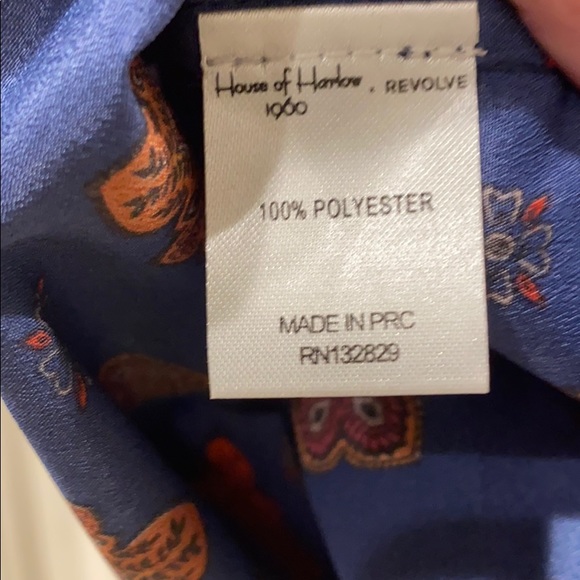 House of Harlow . REVOLVE
1960
100% POLYESTER
MADE IN PRC
RN132829